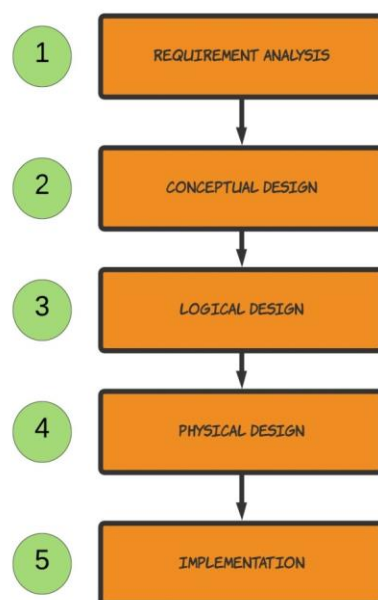 1
REQUIREMENT ANALYSIS
2
CONCEPTUAL DESIGN
3
LOGICAL DESIGN
4
PHYSICAL DESIGN
5
IMPLEMENTATION